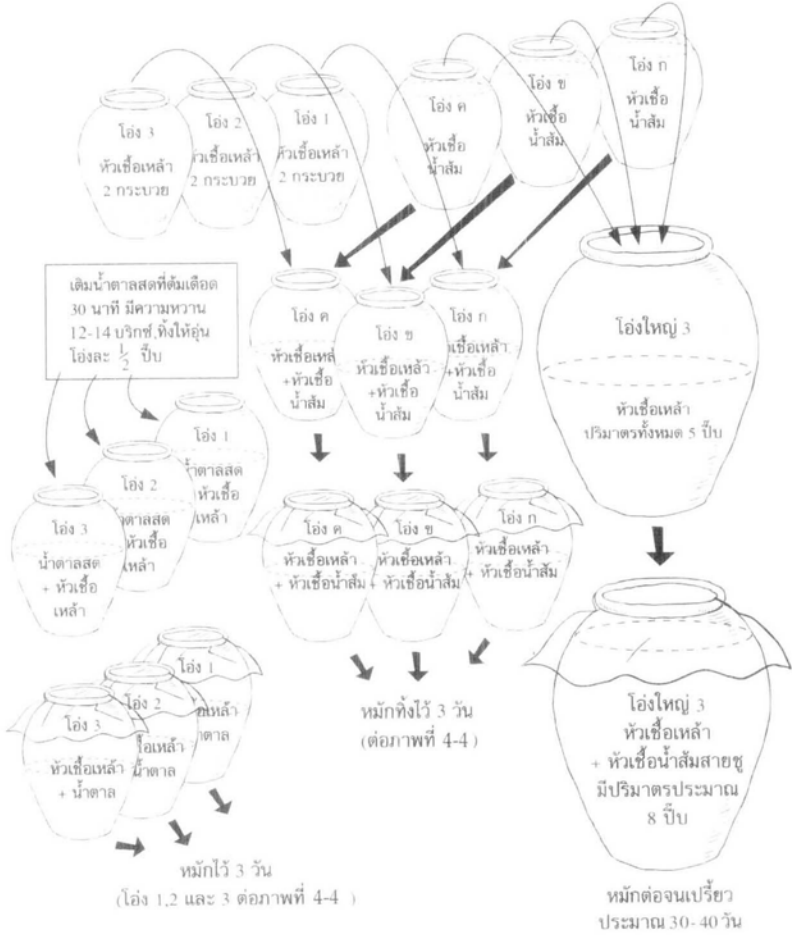 โอ่ง 3
หัวเชื้อเหล้า
2 กระบวย
โอ่ง 2
หัวเชื้อเหล้า
2 กระบวย
โอ่ง 1
หัวเชื้อเหล้า
2 กระบวย
โอ่ง ค
หัวเชื้อ
น้ำส้ม
โอ่ง ข
หัวเชื้อ
น้ำส้ม
โอ่ง ก
หัวเชื้อ
น้ำส้ม
เติมน้ำตาลสดที่ต้มเดือด
30 นาที มีความหวาน
12-14 บริกซ์ ทิ้งให้อุ่น
โอ่งละ ½ ปี๊บ
โอ่ง ค
หัวเชื้อเหล้
+หัวเชื้อ
น้ำส้ม
โอ่ง ข
หัวเชื้อเหล้า
+หัวเชื้อ
น้ำส้ม
โอ่ง ก
ัวเชื้อเหล้า
+หัวเชื้อ
น้ำส้ม
โอ่งใหญ่ 3
หัวเชื้อเหล้า
ปริมาตรทั้งหมด 5 ปี๊บ
โอ่ง 1
น้ำตาลสด
หัวเชื้อ
เหล้า
โอ่ง 2
น้ำตาลสด
หัวเชื้อ
เหล้า
โอ่ง 3
น้ำตาลสด
+ หัวเชื้อ
เหล้า
โอ่ง ค
หัวเชื้อเหล้า
+ หัวเชื้อน้ำส้ม
โอ่ง ข
หัวเชื้อเหล้า
+ หัวเชื้อน้ำส้ม
โอ่ง ก
หัวเชื้อเหล้า
+ หัวเชื้อน้ำส้ม
หมักทิ้งไว้ 3 วัน
(ต่อภาพที่ 4-4 )
โอ่ง 1
ื้อเหล้า
้ำตาล
โอ่ง 2
ชื้อเหล้า
น้ำตาล
โอ่ง 3
หัวเชื้อเหล้า
+ น้ำตาล
หมักไว้ 3 วัน
(โอ่ง 1,2 และ 3 ต่อภาพที่ 4-4 )
โอ่งใหญ่ 3
หัวเชื้อเหล้า
+ หัวเชื้อน้ำส้มสายชู
มีปริมาตรประมาณ
8 ปี๊บ
หมักต่อจนเปรี้ยว
ประมาณ 30-40 วัน